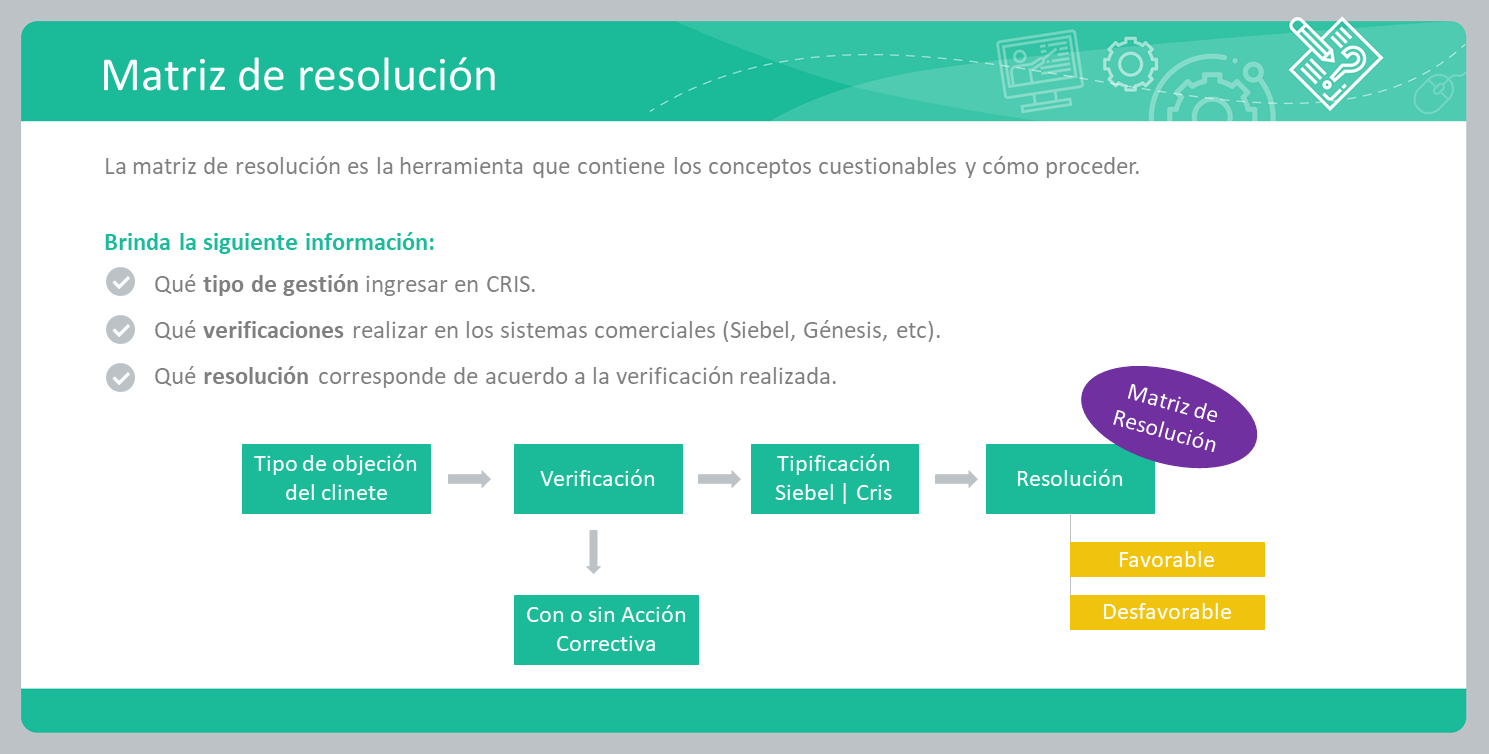 Matriz de resolución
La matriz de resolución es la herramienta que contiene los conceptos cuestionables y cómo proceder.
Brinda la siguiente información:
Qué tipo de gestión ingresar en CRIS.
Qué verificaciones realizar en los sistemas comerciales (Siebel, Génesis, etc).
Qué resolución corresponde de acuerdo a la verificación realizada.
Matriz de
Resolución
Tipo de objeción
del clinete
Verificación
Tipificación
Siebel | Cris
Resolución
Favorable
Desfavorable
Con o sin Acción
Correctiva